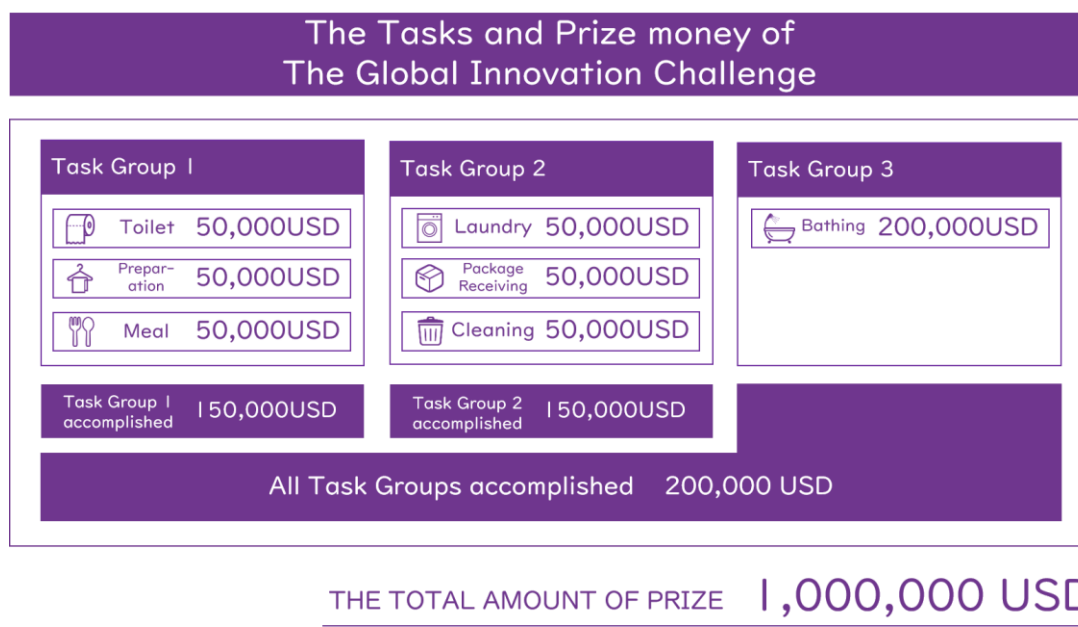 The Tasks and Prize money of
The Global Innovation Challenge
Task Group 1
Toilet 50,000USD
Prepar-
ation 50,000USD
Meal 50,000USD
Task Group 1
accomplished 150,000USD
Task Group 2
Laundry 50,000USD
Package
Receiving 50,000USD
Cleaning 50,000USD
Task Group 2
accomplished 150,000USD
Task Group 3
Bathing 200,000USD
All Task Groups accomplished 200,000 USD
THE TOTAL AMOUNT OF PRIZE 1,000,000 USD